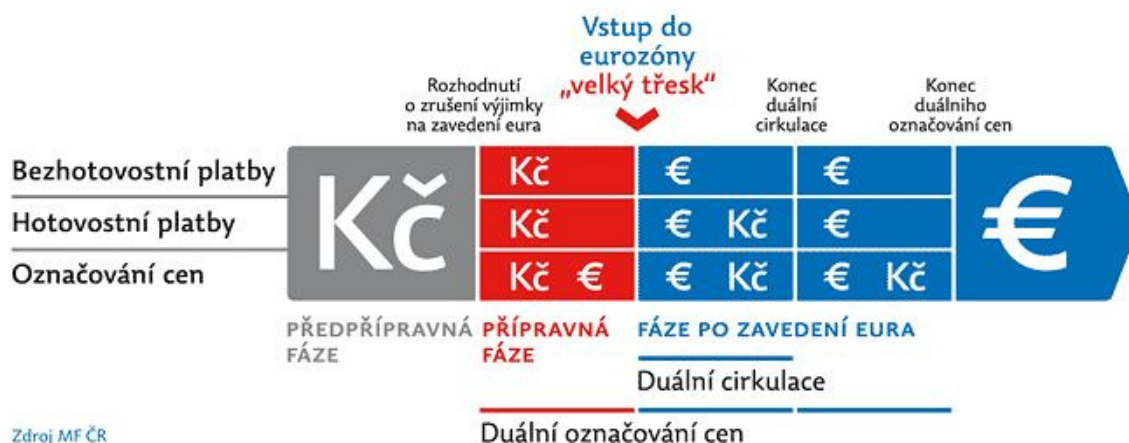 Vstup do
eurozóny
„velký třesk“
Rozhodnutí
o zrušení výjimky
na zavedení eura
Konec
duální
cirkulace
Konec
duálního
označování cen
Bezhotovostní platby
Kč
Kč € €
Hotovostní platby
Kč € Kč €
Označování cen
Kč € € Kč € Kč
€
PŘEDPŘÍPRAVNÁ
FÁZE
PŘÍPRAVNÁ
FÁZE
FÁZE PO ZAVEDENÍ EURA
Duální cirkulace
Duální označování cen
Zdroj MF ČR